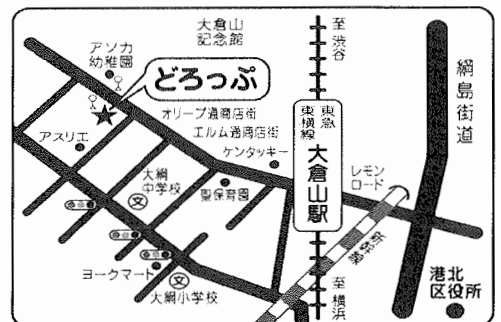 大倉山
記念館
至渋谷
アソカ
幼稚園
どろっぷ
綱島街道
オリーブ通商店街
エルム通商店街
ケンタッキー
東急
東横線
大倉山駅
アスリエ
大綱
中学校
文
聖保育園
レモン
ロード
新幹線
ヨークマート
文
大綱小学校
至横浜
港北
区役所